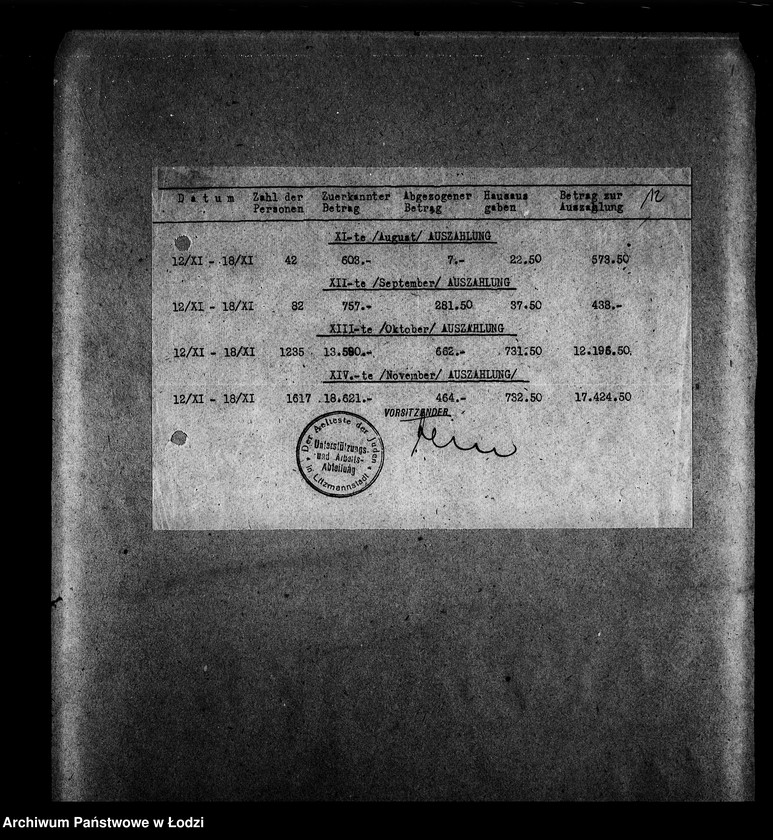 D a t u m Zahl der Zuerkannter Abgezogener Hausaus Betrag zur 12
Personen Betrag Betrag gaben Auszahlung
XI-te /August/ AUSZAHLUNG
12/XI - 18/XI 42 603.- 7.- 22.50 573.50
XII-te /September/ AUSZAHLUNG
12/XI - 18/XI 82 757.- 281.50 37.50 438.-
XIII-te /Oktober/ AUSZAHLUNG
12/XI - 18/XI 1235 13.590.- 662.- 731.50 12.196.50.
XIV.-te /November/ AUSZAHLUNG/
12/XI - 18/XI 1617 18.621.- 464.- 732.50 17.424.50
VORSITZENDER
Der Aelteste der Juden
Unterstützungs-
und Arbeits-
Abteilung
in Litzmannstadt
Archiwum Państwowe w Łodzi